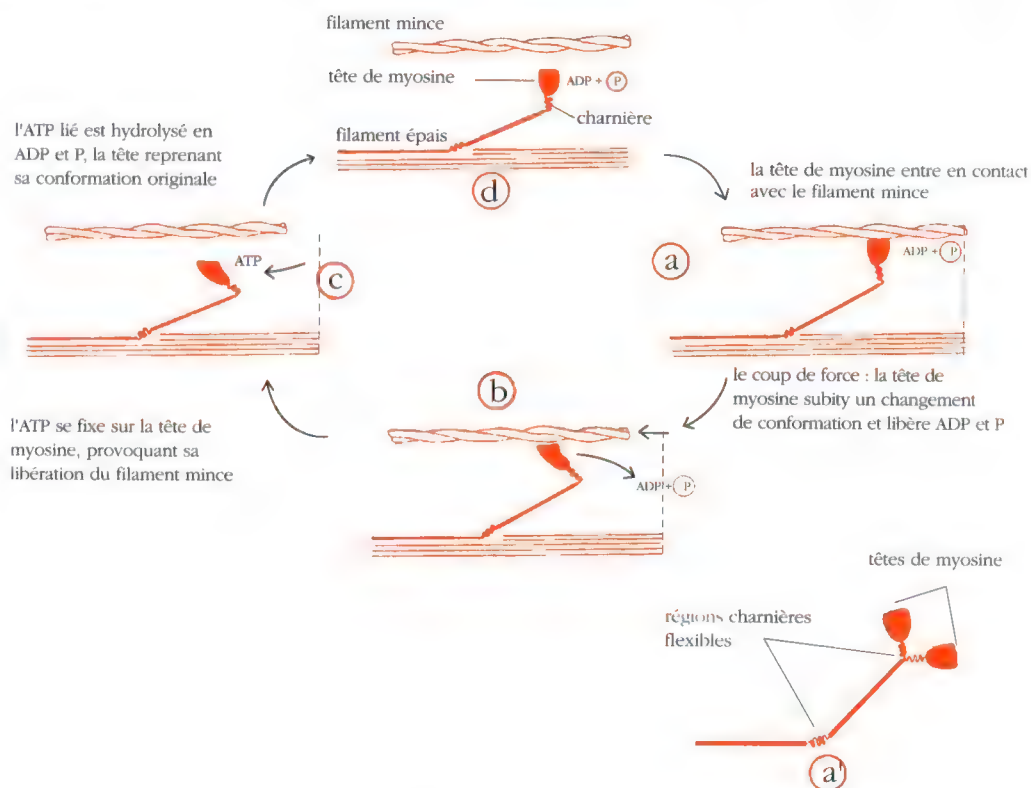 filament mince
tête de myosine
ADP + P
charnière
filament épais
d
l'ATP lié est hydrolysé en
ADP et P, la tête reprenant
sa conformation originale
la tête de myosine entre en contact
avec le filament mince
a
ADP + P
ATP
c
le coup de force : la tête de
myosine subity un changement
de conformation et libère ADP et P
b
ADP + P
l'ATP se fixe sur la tête de
myosine, provoquant sa
libération du filament mince
têtes de myosine
régions charnières
flexibles
a'